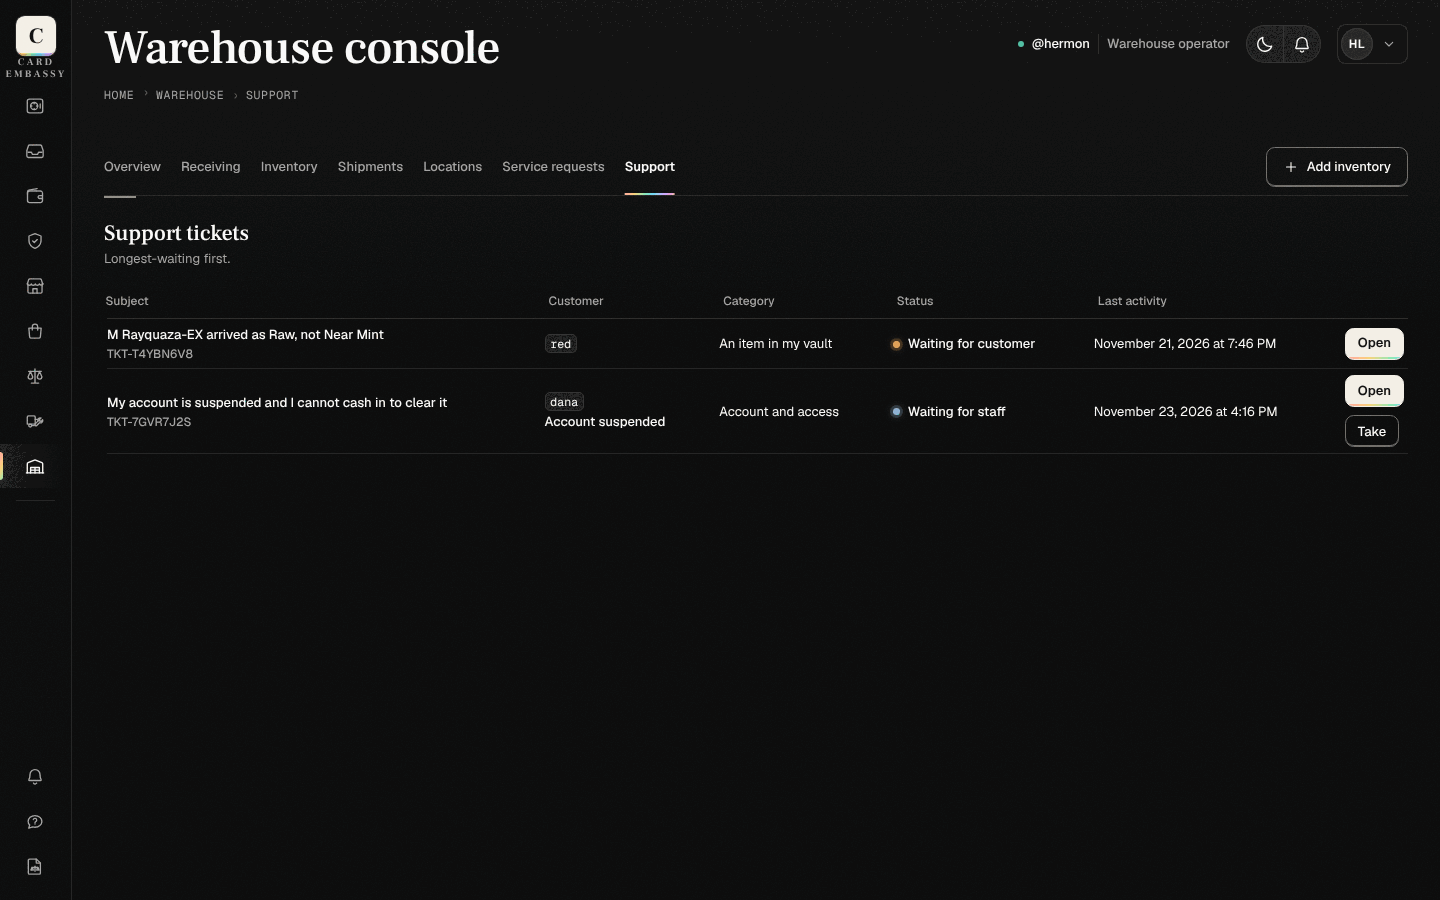 C
CARD
EMBASSY
Warehouse console
@hermon
Warehouse operator
HL
HOME › WAREHOUSE › SUPPORT
Overview
Receiving
Inventory
Shipments
Locations
Service requests
Support
+ Add inventory
Support tickets
Longest-waiting first.
Subject
Customer
Category
Status
Last activity
M Rayquaza-EX arrived as Raw, not Near Mint
TKT-T4YBN6V8
red
An item in my vault
Waiting for customer
November 21, 2026 at 7:46 PM
Open
My account is suspended and I cannot cash in to clear it
TKT-7GVR7J2S
dana
Account suspended
Account and access
Waiting for staff
November 23, 2026 at 4:16 PM
Open
Take